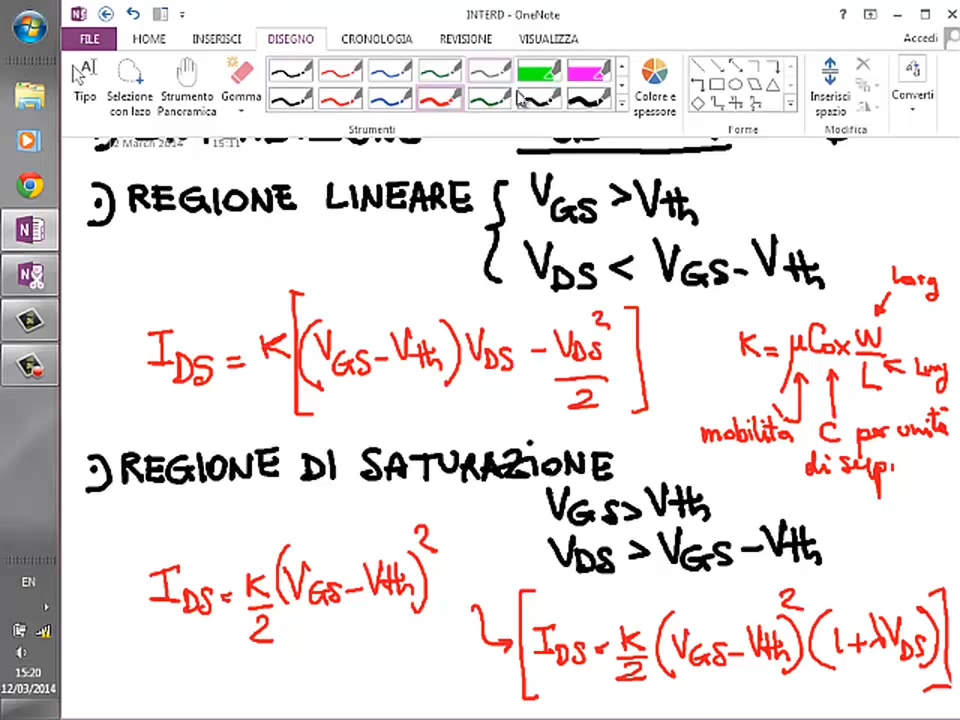 INTERD - OneNote
Accedi
FILE HOME INSERISCI DISEGNO CRONOLOGIA REVISIONE VISUALIZZA
Tipo
Selezione con lazo
Strumento Panoramica
Gomma
Colore e spessore
Inserisci spazio
Converti
Strumenti
Forme
Modifica
12 March 2014 15:11
·) REGIONE LINEARE { VGS > Vth
VDS < VGS - Vth
IDS = K[(VGS - Vth) VDS - VDS²/2]
Larg
K = μCox W/L
Lung
mobilità
C per unità
di sup.
·) REGIONE DI SATURAZIONE
VGS > Vth
VDS > VGS - Vth
IDS = K/2 (VGS - Vth)²
[IDS = K/2 (VGS - Vth)² (1 + λVDS)]
EN
15:20
12/03/2014